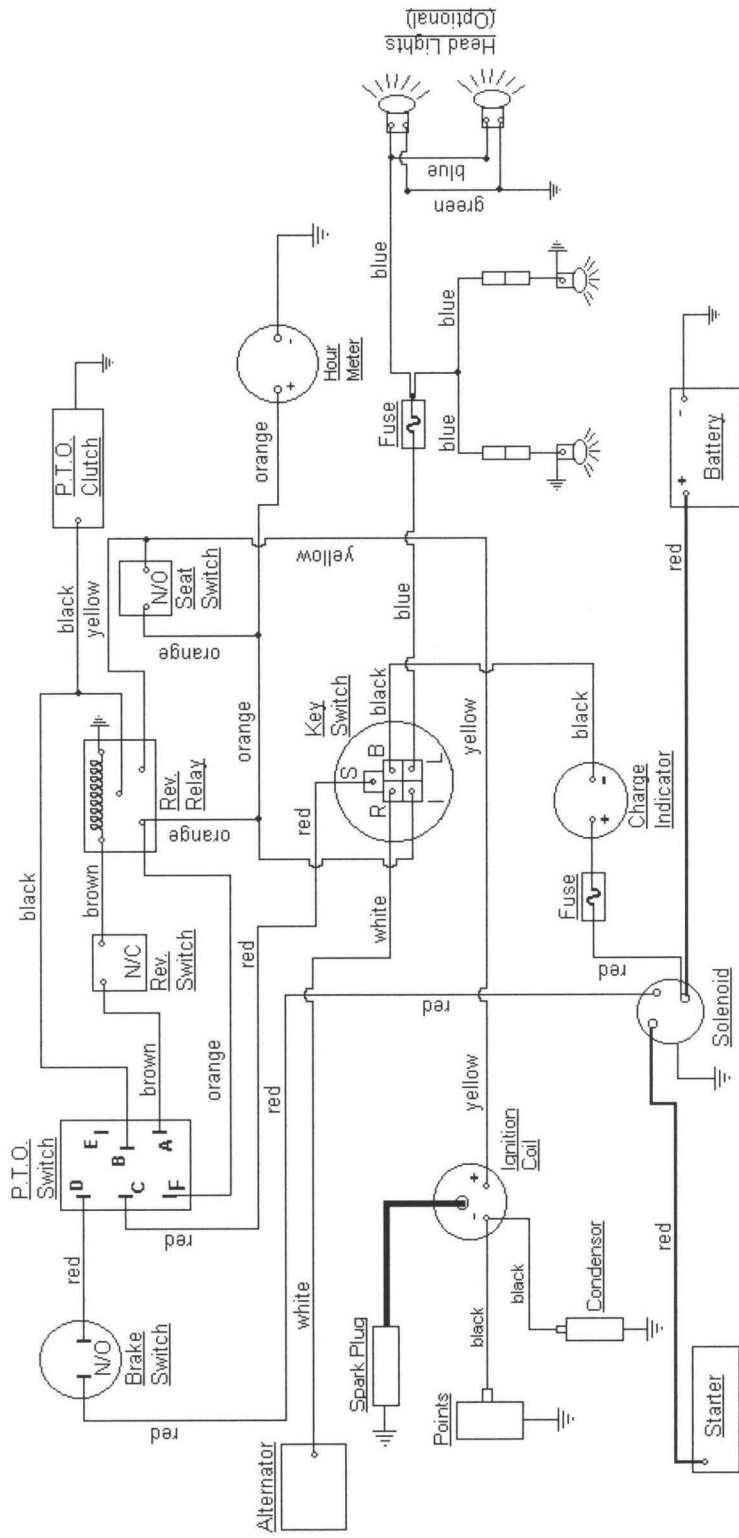 P.T.O.
Switch
D
E
B
C
A
F
red
N/O
Brake
Switch
red
red
black
brown
N/C
Rev.
Switch
brown
orange
Rev.
Relay
orange
black
yellow
P.T.O.
Clutch
N/O
Seat
Switch
orange
orange
orange
yellow
+
-
Hour
Meter
red
red
red
white
white
Alternator
Key
Switch
S
R
B
I
L
black
blue
Fuse
blue
blue
blue
blue
green
Head Lights
(Optional)
yellow
yellow
Ignition
Coil
-
+
Spark Plug
Points
black
black
Condensor
black
Charge
Indicator
+
-
Fuse
red
red
Solenoid
red
red
Battery
+
-
Starter